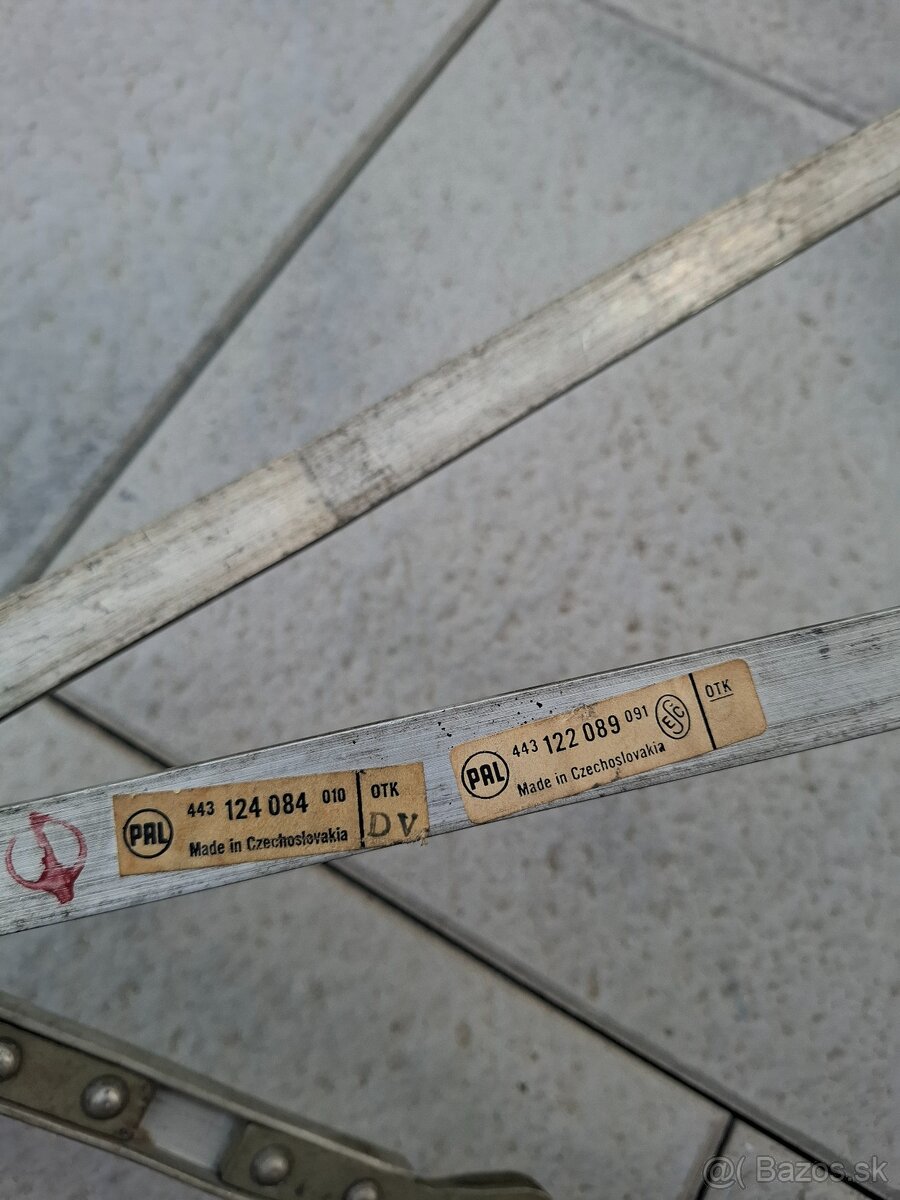 PAL
443 124 084 010
Made in Czechoslovakia
OTK
DV
PAL
443 122 089 091
Made in Czechoslovakia
ESČ
OTK
@( Bazos.sk